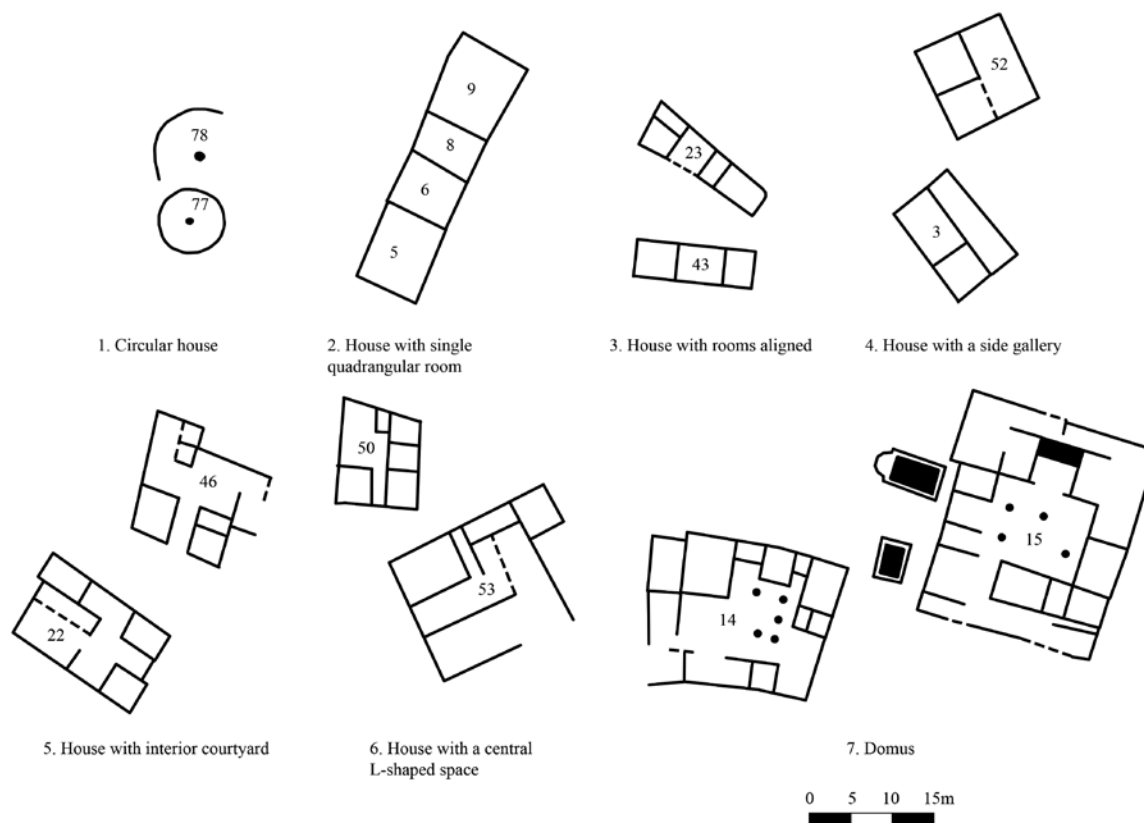 78
77
9
8
6
5
23
43
52
3
1. Circular house
2. House with single
quadrangular room
3. House with rooms aligned
4. House with a side gallery
46
22
50
53
14
15
5. House with interior courtyard
6. House with a central
L-shaped space
7. Domus
0 5 10 15m